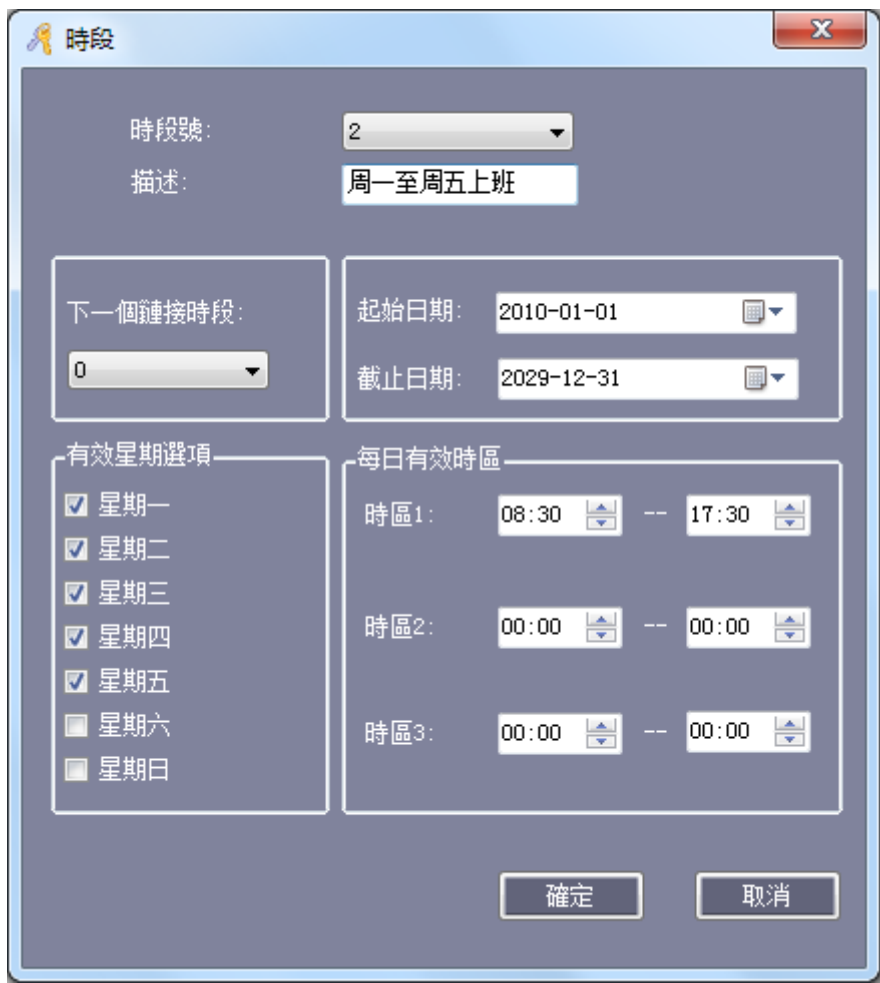 時段
時段號: 2
描述: 周一至周五上班
下一個鏈接時段:
0
起始日期: 2010-01-01
截止日期: 2029-12-31
有效星期選項
星期一
星期二
星期三
星期四
星期五
星期六
星期日
每日有效時區
時區1: 08:30 -- 17:30
時區2: 00:00 -- 00:00
時區3: 00:00 -- 00:00
確定 取消